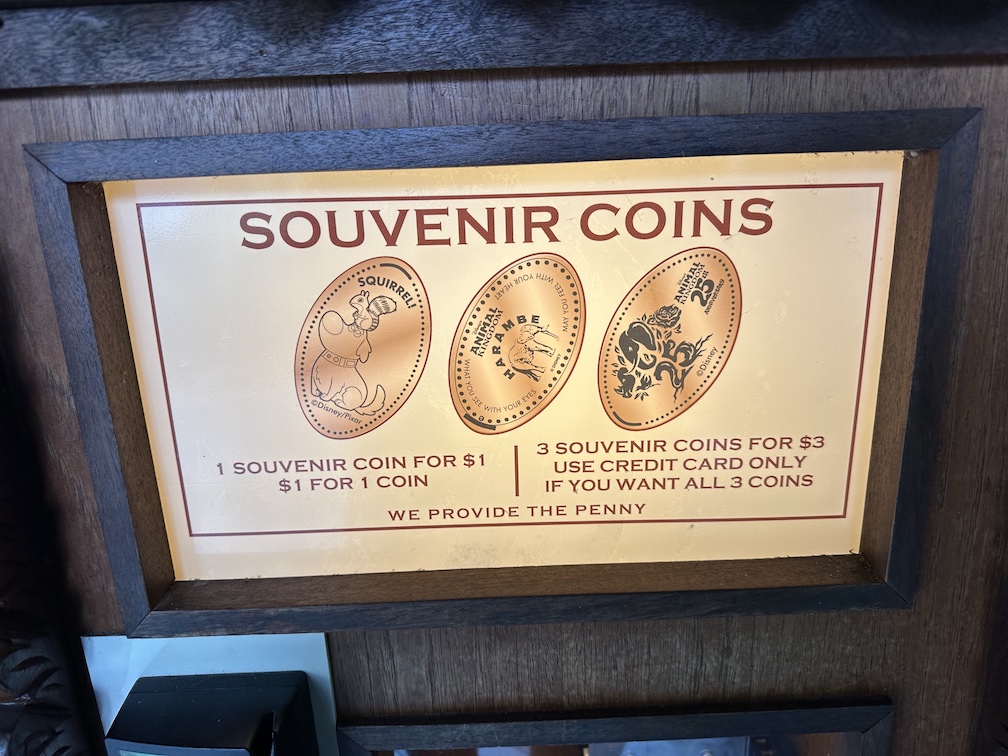 SOUVENIR COINS
SQUIRREL!
©Disney/Pixar
MAY YOU FEEL WITH YOUR HEART
ANIMAL
KINGDOM
HARAMBE
WHAT YOU SEE WITH YOUR EYES
ANIMAL
KINGDOM
25
©Disney
1 SOUVENIR COIN FOR $1
$1 FOR 1 COIN
3 SOUVENIR COINS FOR $3
USE CREDIT CARD ONLY
IF YOU WANT ALL 3 COINS
WE PROVIDE THE PENNY